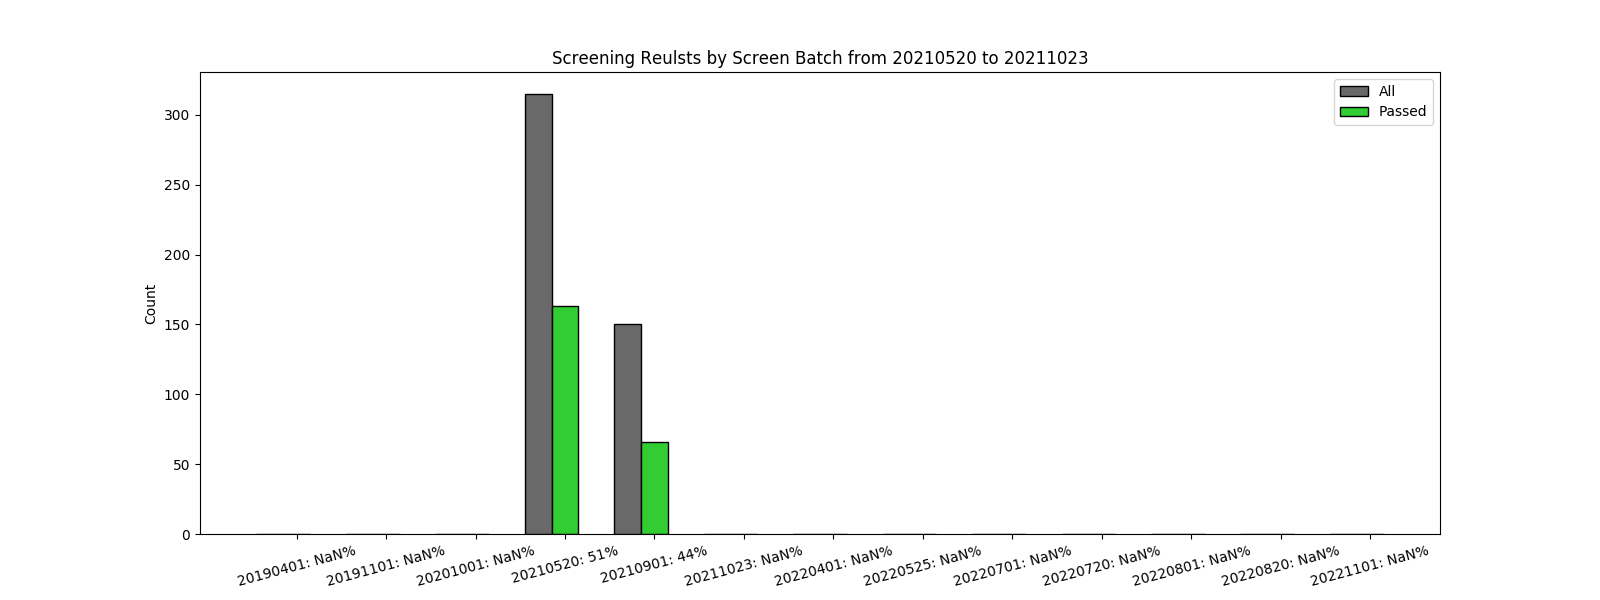 Screening Reulsts by Screen Batch from 20210520 to 20211023
All
Passed
Count
300
250
200
150
100
50
0
20190401: NaN%
20191101: NaN%
20201001: NaN%
20210520: 51%
20210901: 44%
20211023: NaN%
20220401: NaN%
20220525: NaN%
20220701: NaN%
20220720: NaN%
20220801: NaN%
20220820: NaN%
20221101: NaN%